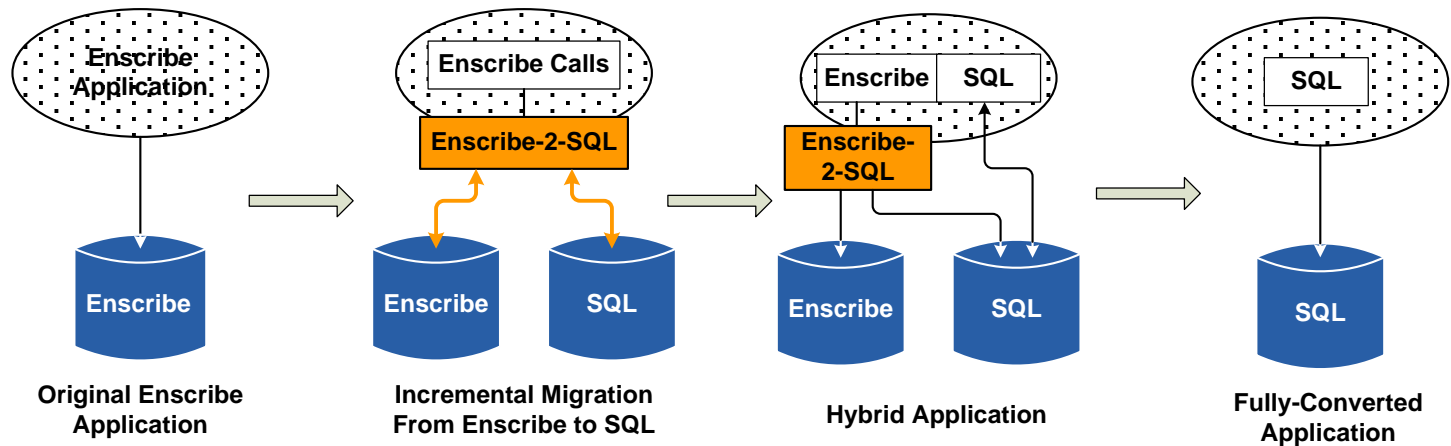 Enscribe
Application
Enscribe
Original Enscribe
Application
Enscribe Calls
Enscribe-2-SQL
Enscribe
SQL
Incremental Migration
From Enscribe to SQL
Enscribe
SQL
Enscribe-
2-SQL
Enscribe
SQL
Hybrid Application
SQL
SQL
Fully-Converted
Application